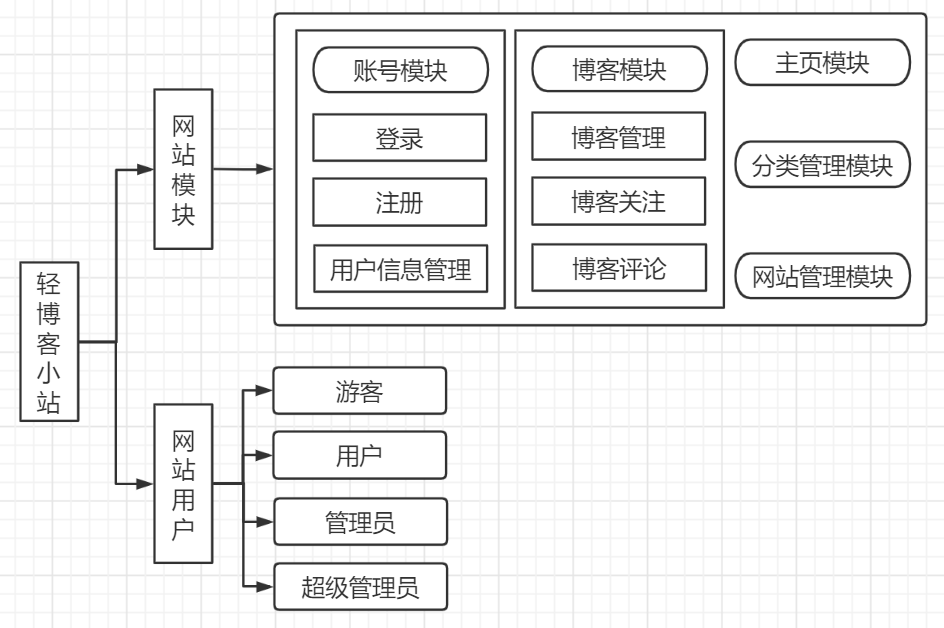 轻博客小站
网站模块
账号模块
登录
注册
用户信息管理
博客模块
博客管理
博客关注
博客评论
主页模块
分类管理模块
网站管理模块
网站用户
游客
用户
管理员
超级管理员